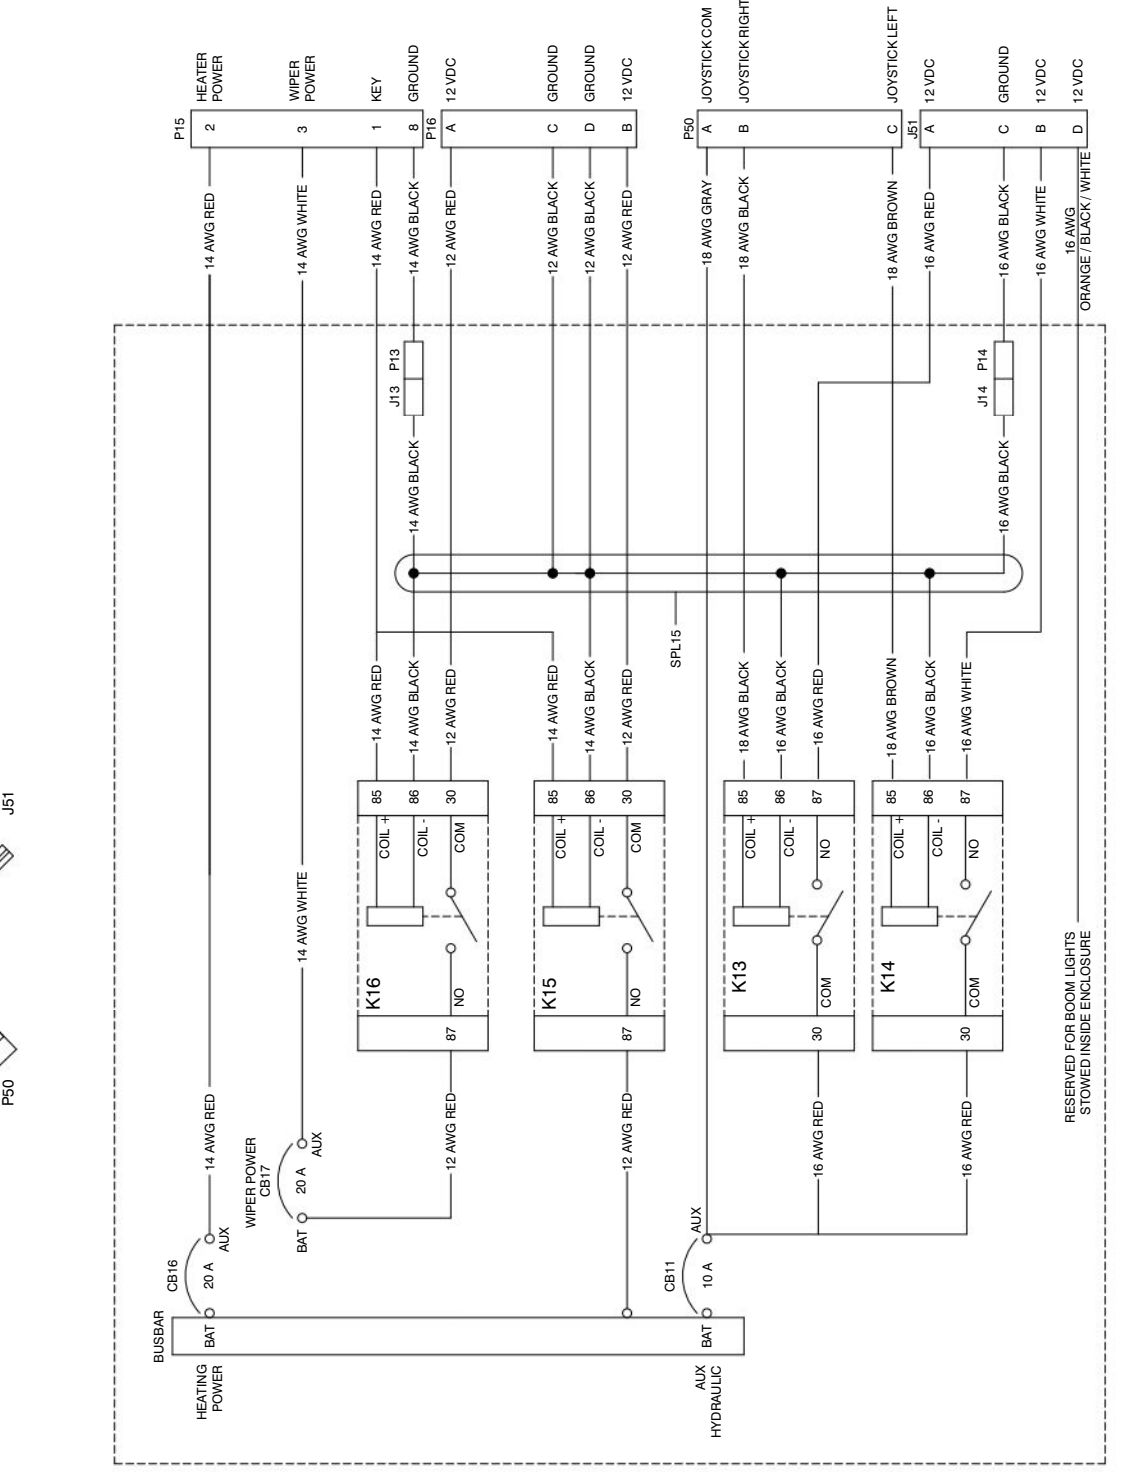 HEATER
POWER
WIPER
POWER
KEY
GROUND
12 VDC
GROUND
GROUND
12 VDC
JOYSTICK COM
JOYSTICK RIGHT
JOYSTICK LEFT
12 VDC
GROUND
12 VDC
12 VDC
P15
2
3
1
8
P16
A
C
D
B
P50
A
B
C
J51
A
C
B
D
14 AWG RED
14 AWG WHITE
14 AWG RED
14 AWG BLACK
12 AWG RED
12 AWG BLACK
12 AWG BLACK
12 AWG RED
18 AWG GRAY
18 AWG BLACK
18 AWG BROWN
16 AWG RED
16 AWG BLACK
16 AWG WHITE
16 AWG
ORANGE / BLACK / WHITE
J13
P13
J14
P14
14 AWG BLACK
16 AWG BLACK
SPL15
14 AWG RED
14 AWG BLACK
12 AWG RED
14 AWG RED
14 AWG BLACK
12 AWG RED
18 AWG BLACK
16 AWG BLACK
16 AWG RED
18 AWG BROWN
16 AWG BLACK
16 AWG WHITE
J51
P50
85
86
30
COIL +
COIL -
COM
K16
NO
87
85
86
30
COIL +
COIL -
COM
K15
NO
87
85
86
87
COIL +
COIL -
NO
K13
COM
30
85
86
87
COIL +
COIL -
NO
K14
COM
30
14 AWG WHITE
14 AWG RED
12 AWG RED
12 AWG RED
16 AWG RED
16 AWG RED
RESERVED FOR BOOM LIGHTS
STOWED INSIDE ENCLOSURE
WIPER POWER
CB17
20 A
AUX
BAT
CB16
20 A
AUX
CB11
10 A
AUX
BUSBAR
BAT
BAT
HEATING
POWER
AUX
HYDRAULIC